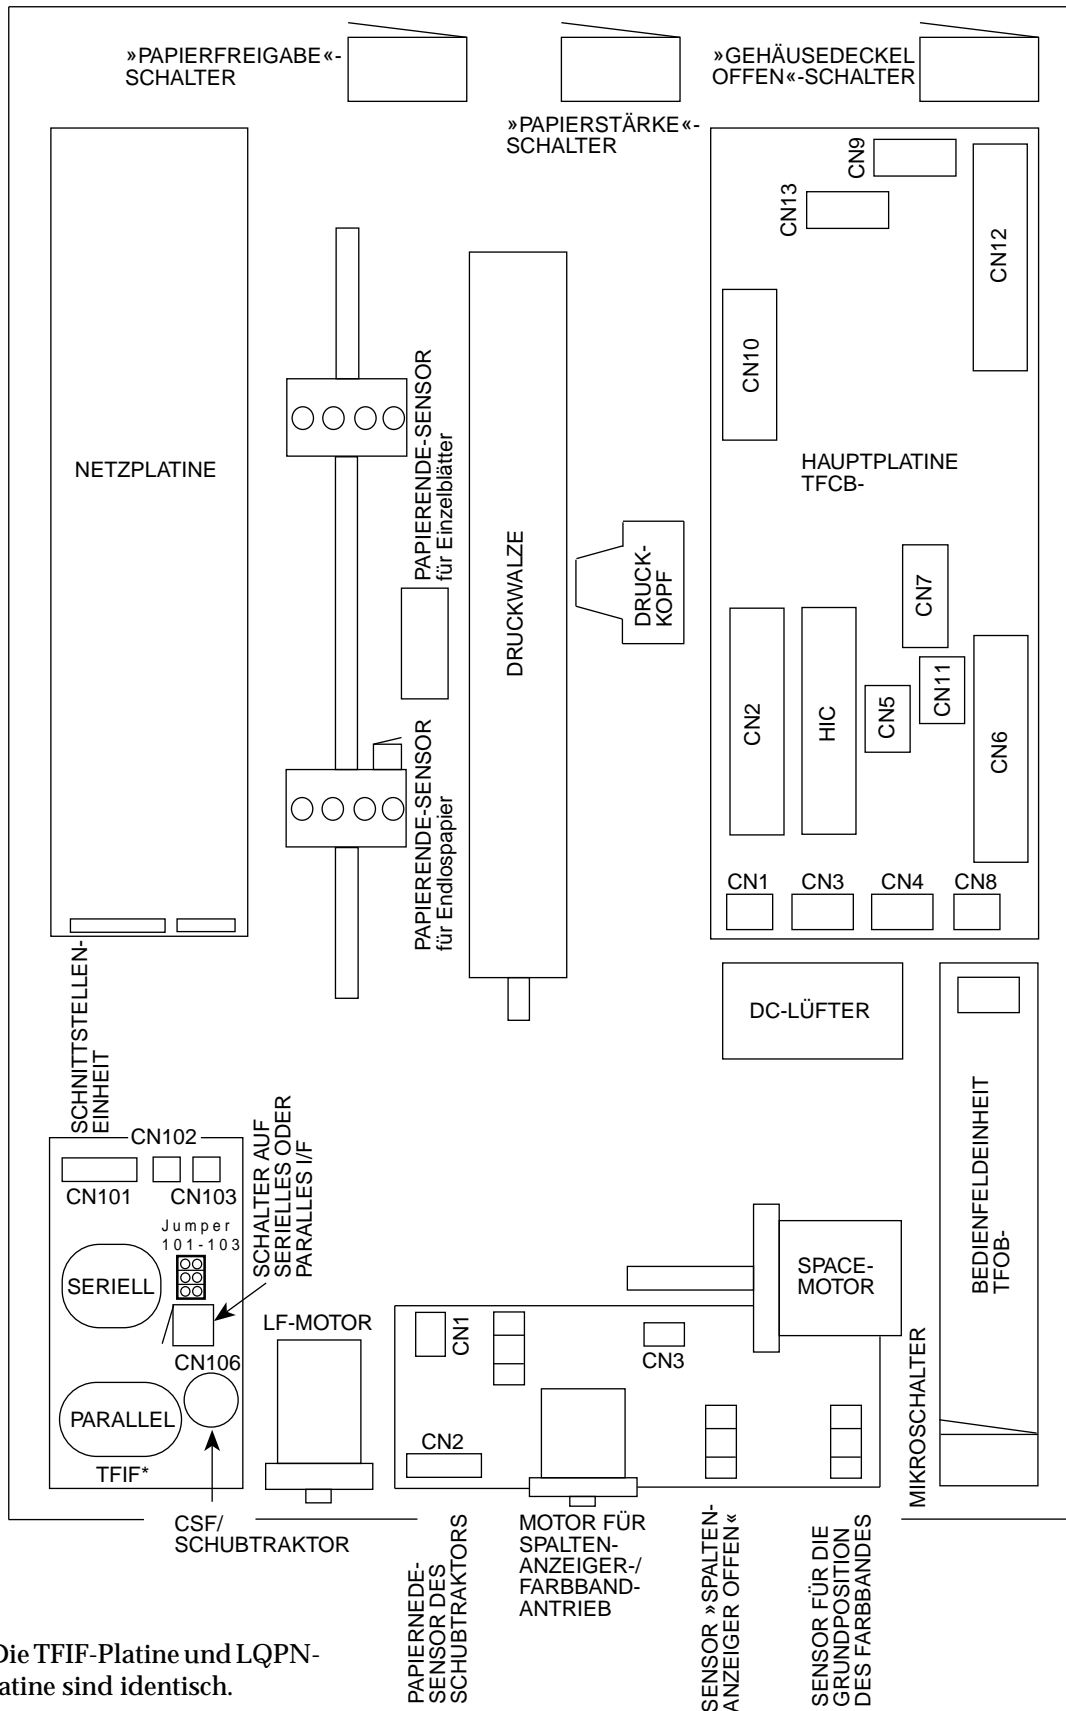 »PAPIERFREIGABE«-
SCHALTER
»PAPIERSTÄRKE«-
SCHALTER
»GEHÄUSEDECKEL
OFFEN«-SCHALTER
CN9
CN13
CN12
CN10
NETZPLATINE
PAPIERENDE-SENSOR
für Einzelblätter
DRUCKWALZE
DRUCK-
KOPF
HAUPTPLATINE
TFCB-
CN7
CN11
CN5
CN2
HIC
CN6
PAPIERENDE-SENSOR
für Endlospapier
CN1
CN3
CN4
CN8
SCHNITTSTELLEN-
EINHEIT
DC-LÜFTER
BEDIENFELDEINHEIT
TFOB-
CN102
CN101
CN103
Jumper
101-103
SCHALTER AUF
SERIELLES ODER
PARALLES I/F
SERIELL
CN106
PARALLEL
TFIF*
LF-MOTOR
CN1
CN3
CN2
SPACE-
MOTOR
MIKROSCHALTER
CSF/
SCHUBTRAKTOR
PAPIERNEDE-
SENSOR DES
SCHUBTRAKTORS
MOTOR FÜR
SPALTEN-
ANZEIGER-/
FARBBAND-
ANTRIEB
SENSOR »SPALTEN-
ANZEIGER OFFEN«
SENSOR FÜR DIE
GRUNDPOSITION
DES FARBBANDES
Die TFIF-Platine und LQPN-
latine sind identisch.